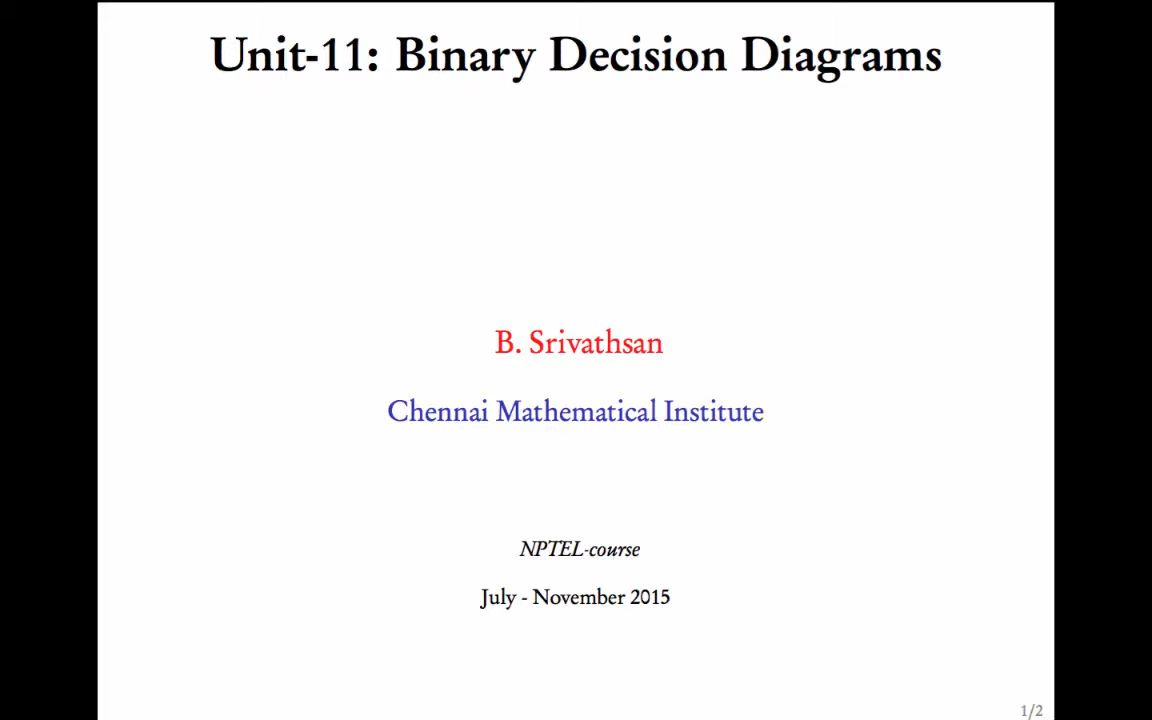 Unit-11: Binary Decision Diagrams
B. Srivathsan
Chennai Mathematical Institute
NPTEL-course
July - November 2015
1/2